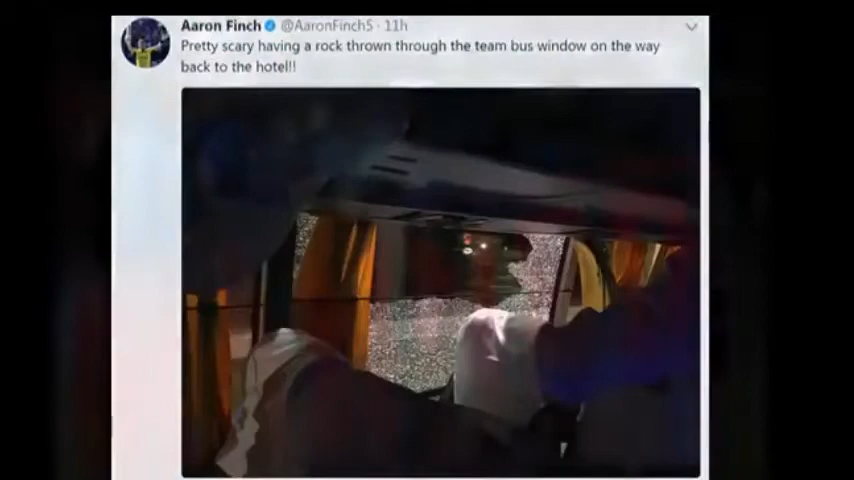 Aaron Finch @AaronFinch5 · 11h
Pretty scary having a rock thrown through the team bus window on the way
back to the hotel!!